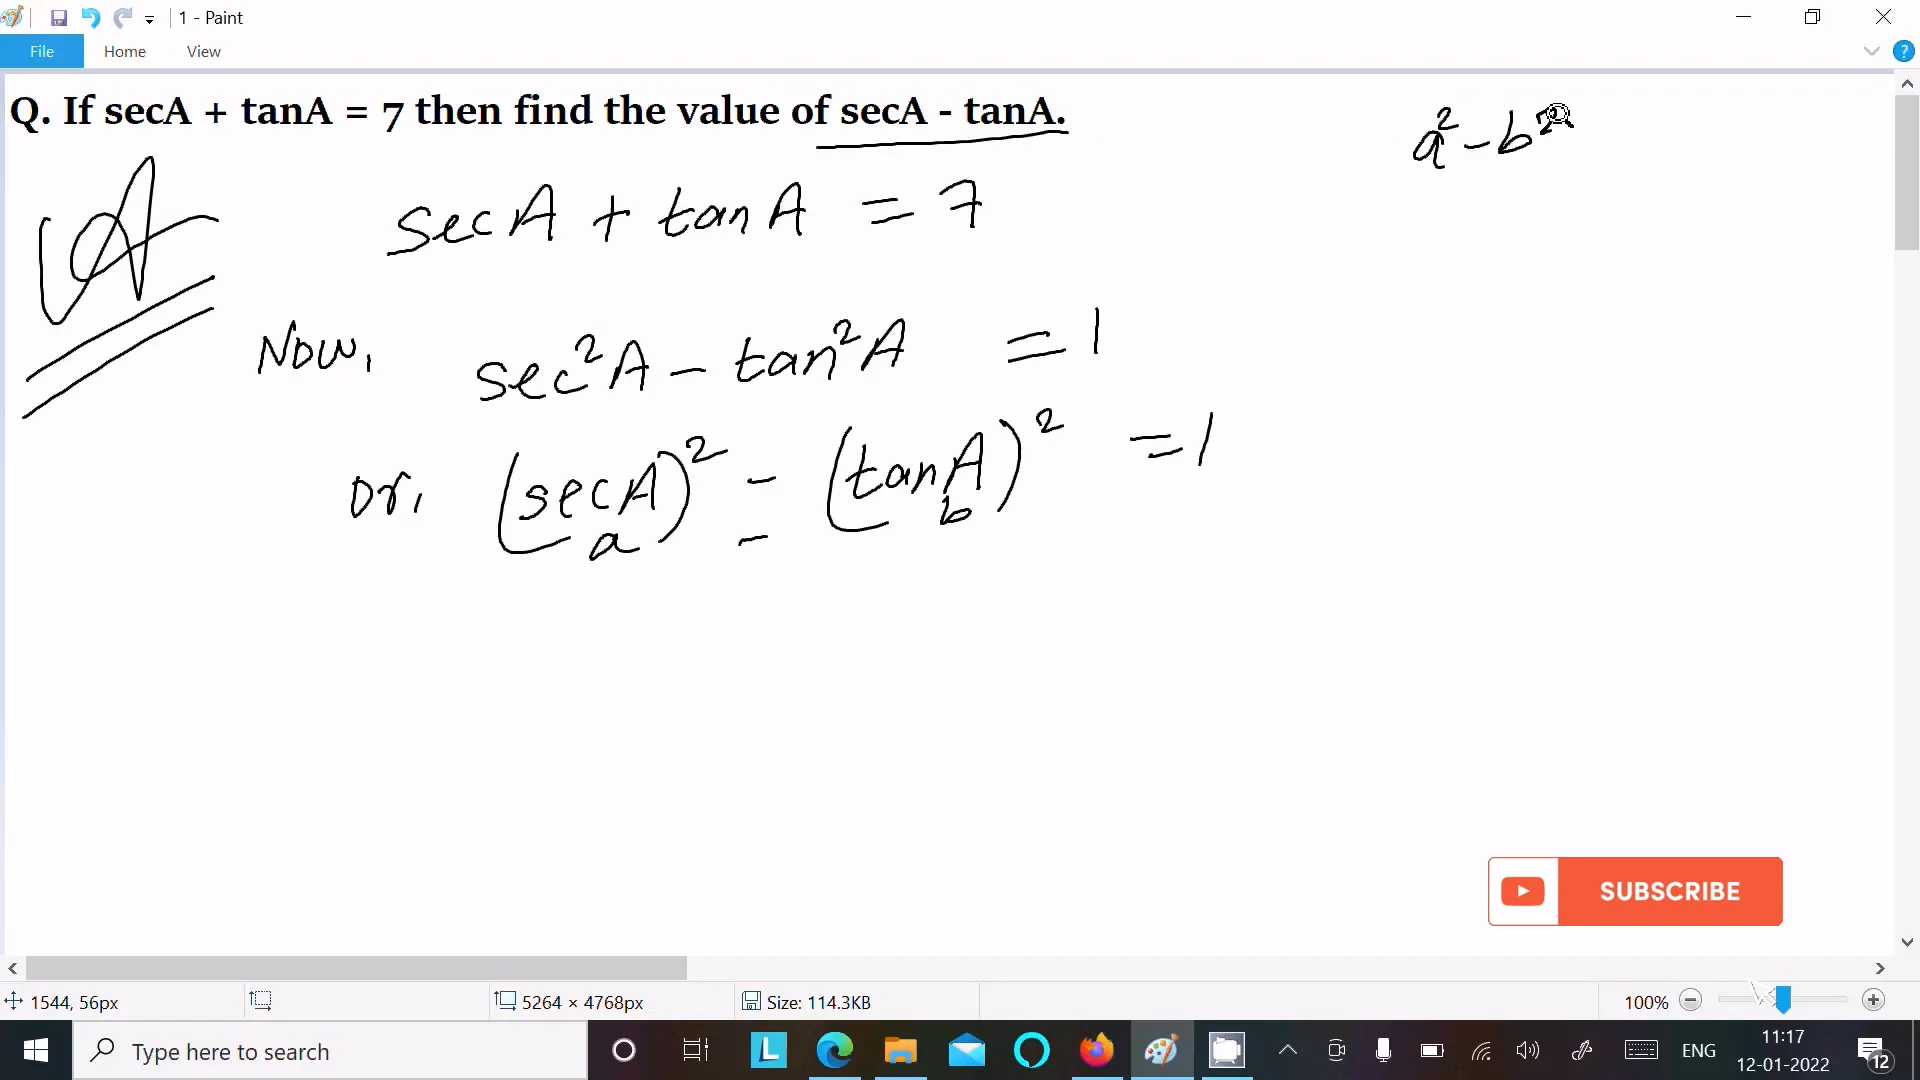 1 - Paint
File Home View
Q. If secA + tanA = 7 then find the value of secA - tanA.
a² - b²
A
secA + tanA = 7
Now, sec²A - tan²A = 1
or, (secA)² - (tanA)² = 1
a - b
SUBSCRIBE
1544, 56px 5264 × 4768px Size: 114.3KB 100%
Type here to search
L
ENG
11:17
12-01-2022
12